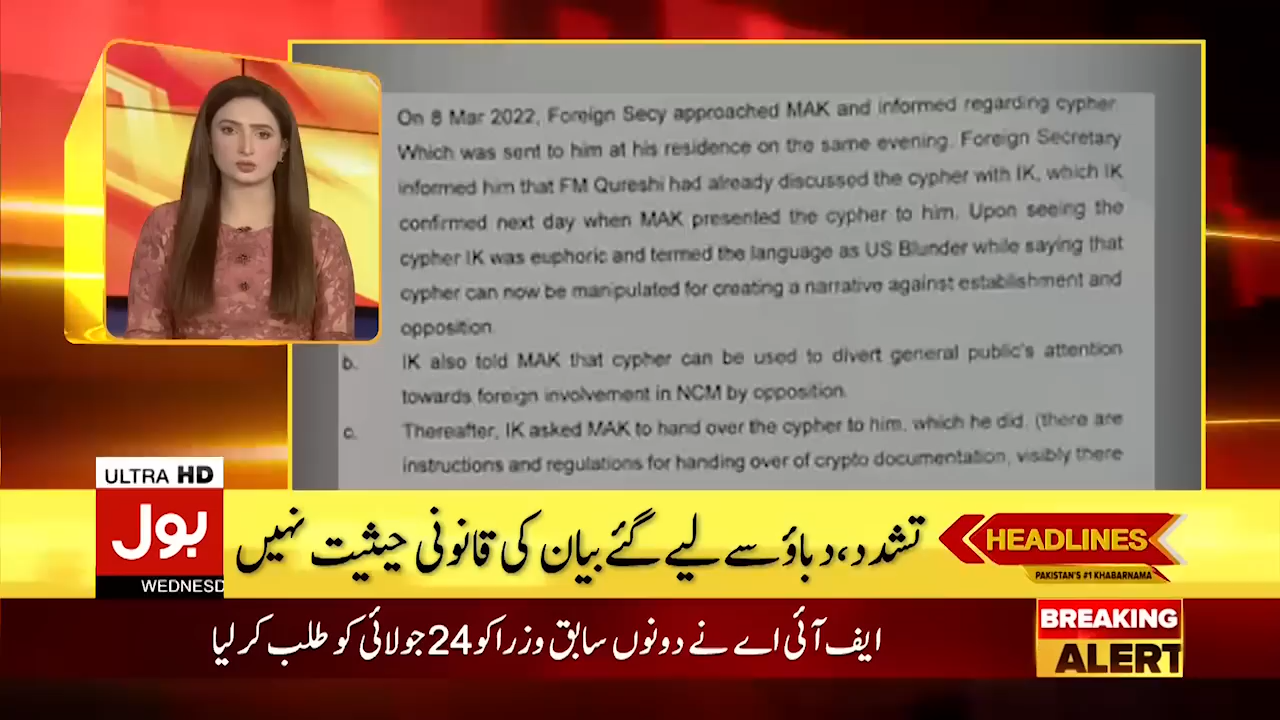 On 8 Mar 2022, Foreign Secy approached MAK and informed regarding cypher.
Which was sent to him at his residence on the same evening. Foreign Secretary
informed him that FM Qureshi had already discussed the cypher with IK, which IK
confirmed next day when MAK presented the cypher to him. Upon seeing the
cypher IK was euphoric and termed the language as US Blunder while saying that
cypher can now be manipulated for creating a narrative against establishment and
opposition.
b. IK also told MAK that cypher can be used to divert general public's attention
towards foreign involvement in NCM by opposition.
c. Thereafter, IK asked MAK to hand over the cypher to him, which he did. (there are
instructions and regulations for handing over of crypto documentation, visibly there
ULTRA HD
بول
WEDNESD
تشدد، دباؤ سے لیے گئے بیان کی قانونی حیثیت نہیں
HEADLINES
PAKISTAN'S #1 KHABARNAMA
ایف آئی اے نے دونوں سابق وزرا کو 24 جولائی کو طلب کر لیا
BREAKING
ALERT